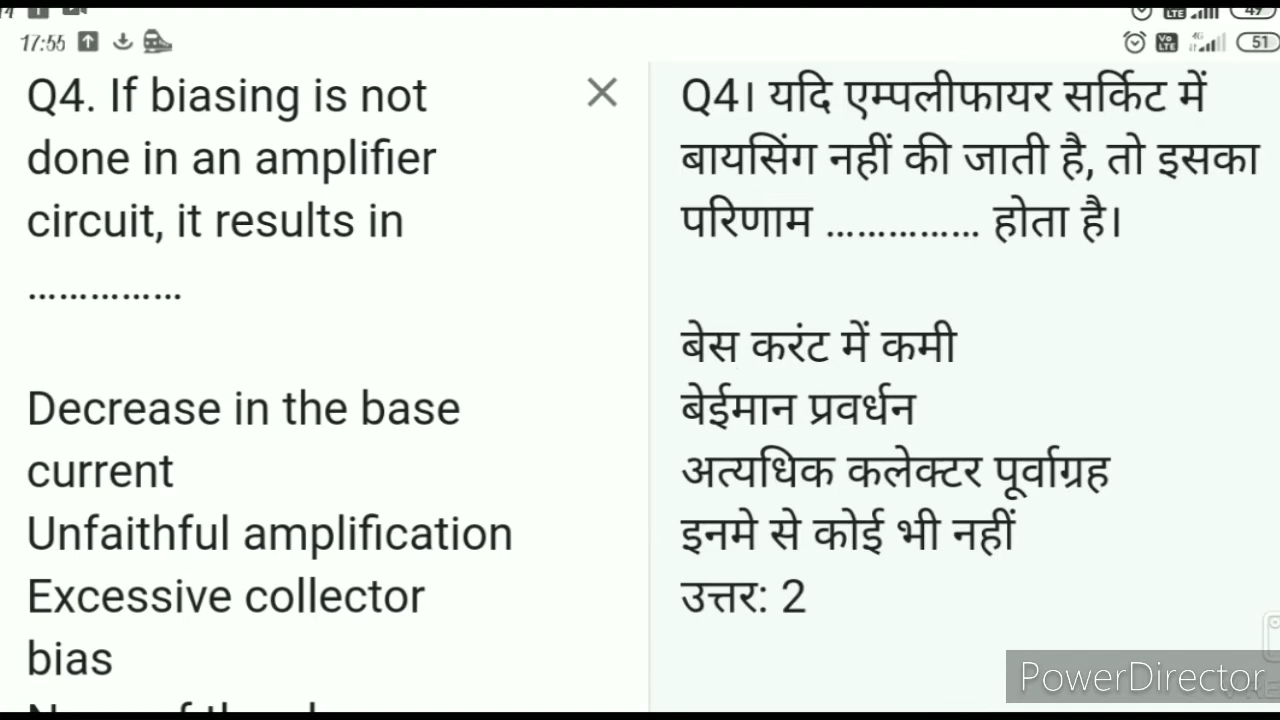 17:55
51
Q4. If biasing is not
done in an amplifier
circuit, it results in
...............
Decrease in the base
current
Unfaithful amplification
Excessive collector
bias
Q4। यदि एम्पलीफायर सर्किट में
बायसिंग नहीं की जाती है, तो इसका
परिणाम ............... होता है।
बेस करंट में कमी
बेईमान प्रवर्धन
अत्यधिक कलेक्टर पूर्वाग्रह
इनमे से कोई भी नहीं
उत्तर: 2
PowerDirector